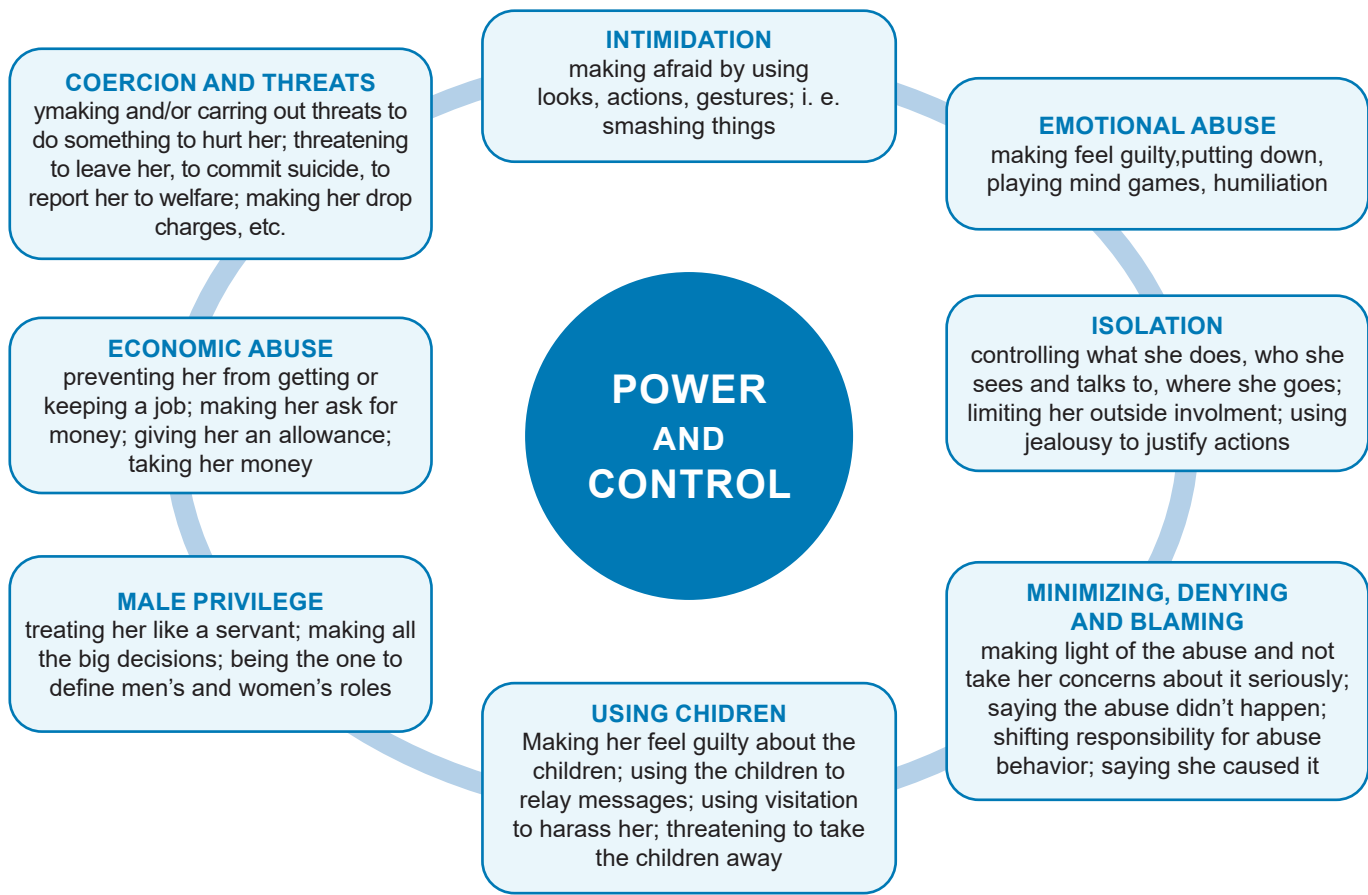 INTIMIDATION
making afraid by using
looks, actions, gestures; i. e.
smashing things
EMOTIONAL ABUSE
making feel guilty,putting down,
playing mind games, humiliation
ISOLATION
controlling what she does, who she
sees and talks to, where she goes;
limiting her outside involment; using
jealousy to justify actions
MINIMIZING, DENYING
AND BLAMING
making light of the abuse and not
take her concerns about it seriously;
saying the abuse didn’t happen;
shifting responsibility for abuse
behavior; saying she caused it
USING CHIDREN
Making her feel guilty about the
children; using the children to
relay messages; using visitation
to harass her; threatening to take
the children away
MALE PRIVILEGE
treating her like a servant; making all
the big decisions; being the one to
define men’s and women’s roles
ECONOMIC ABUSE
preventing her from getting or
keeping a job; making her ask for
money; giving her an allowance;
taking her money
COERCION AND THREATS
ymaking and/or carrying out threats to
do something to hurt her; threatening
to leave her, to commit suicide, to
report her to welfare; making her drop
charges, etc.
POWER
AND
CONTROL